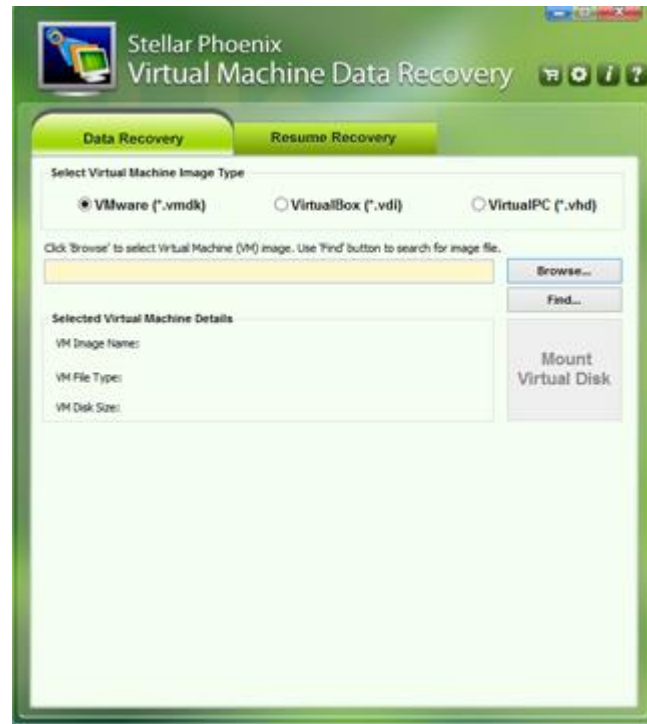 Stellar Phoenix
Virtual Machine Data Recovery
i ?
Data Recovery
Resume Recovery
Select Virtual Machine Image Type
VMware (*.vmdk)
VirtualBox (*.vdi)
VirtualPC (*.vhd)
Click 'Browse' to select Virtual Machine (VM) image. Use 'Find' button to search for image file.
Browse...
Find...
Selected Virtual Machine Details
VM Image Name:
VM File Type:
VM Disk Size:
Mount
Virtual Disk